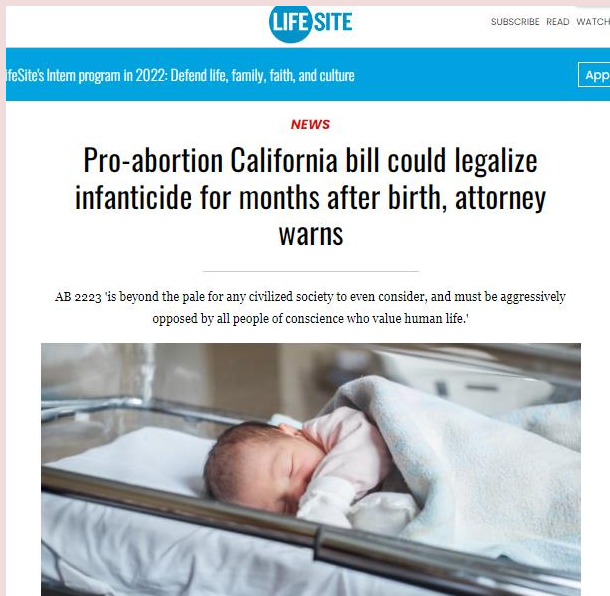 LIFE SITE
SUBSCRIBE READ WATCH
ifeSite's Intern program in 2022: Defend life, family, faith, and culture
App
NEWS
Pro-abortion California bill could legalize
infanticide for months after birth, attorney
warns
AB 2223 'is beyond the pale for any civilized society to even consider, and must be aggressively
opposed by all people of conscience who value human life.'